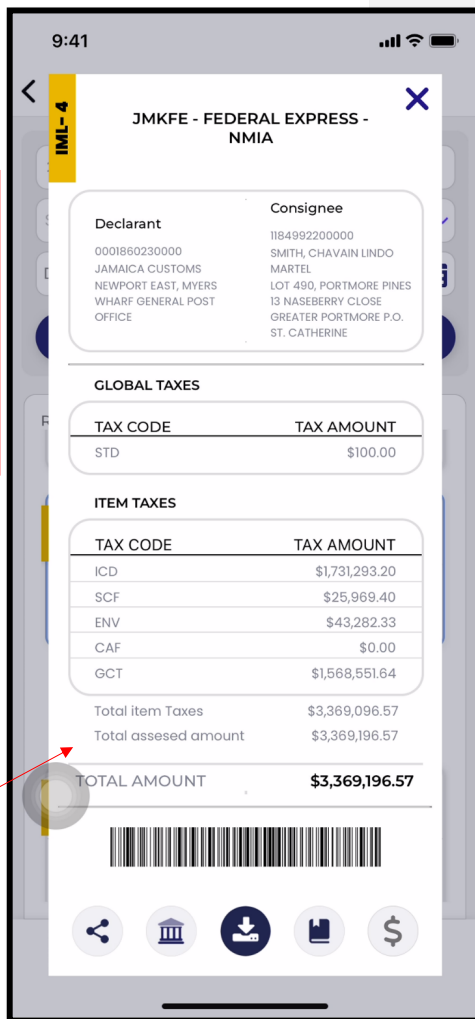 9:41
IML- 4
JMKFE - FEDERAL EXPRESS -
NMIA
Declarant
0001860230000
JAMAICA CUSTOMS
NEWPORT EAST, MYERS
WHARF GENERAL POST
OFFICE
Consignee
1184992200000
SMITH, CHAVAIN LINDO
MARTEL
LOT 490, PORTMORE PINES
13 NASEBERRY CLOSE
GREATER PORTMORE P.O.
ST. CATHERINE
GLOBAL TAXES
TAX CODE TAX AMOUNT
STD $100.00
ITEM TAXES
TAX CODE TAX AMOUNT
ICD $1,731,293.20
SCF $25,969.40
ENV $43,282.33
CAF $0.00
GCT $1,568,551.64
Total item Taxes $3,369,096.57
Total assesed amount $3,369,196.57
TOTAL AMOUNT $3,369,196.57